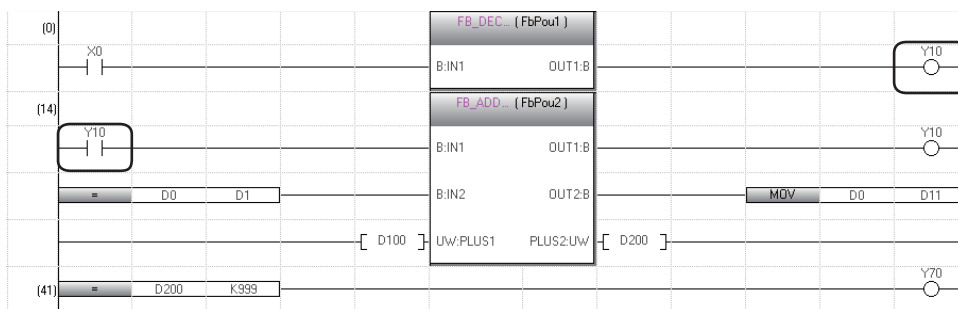 FB_DEC... ( FbPou1 )
(0)
X0 B:IN1 OUT1:B Y10
FB_ADD... ( FbPou2 )
(14)
Y10 B:IN1 OUT1:B Y10
= D0 D1 B:IN2 OUT2:B MOV D0 D11
D100 UW:PLUS1 PLUS2:UW D200
(41) = D200 K999 Y70